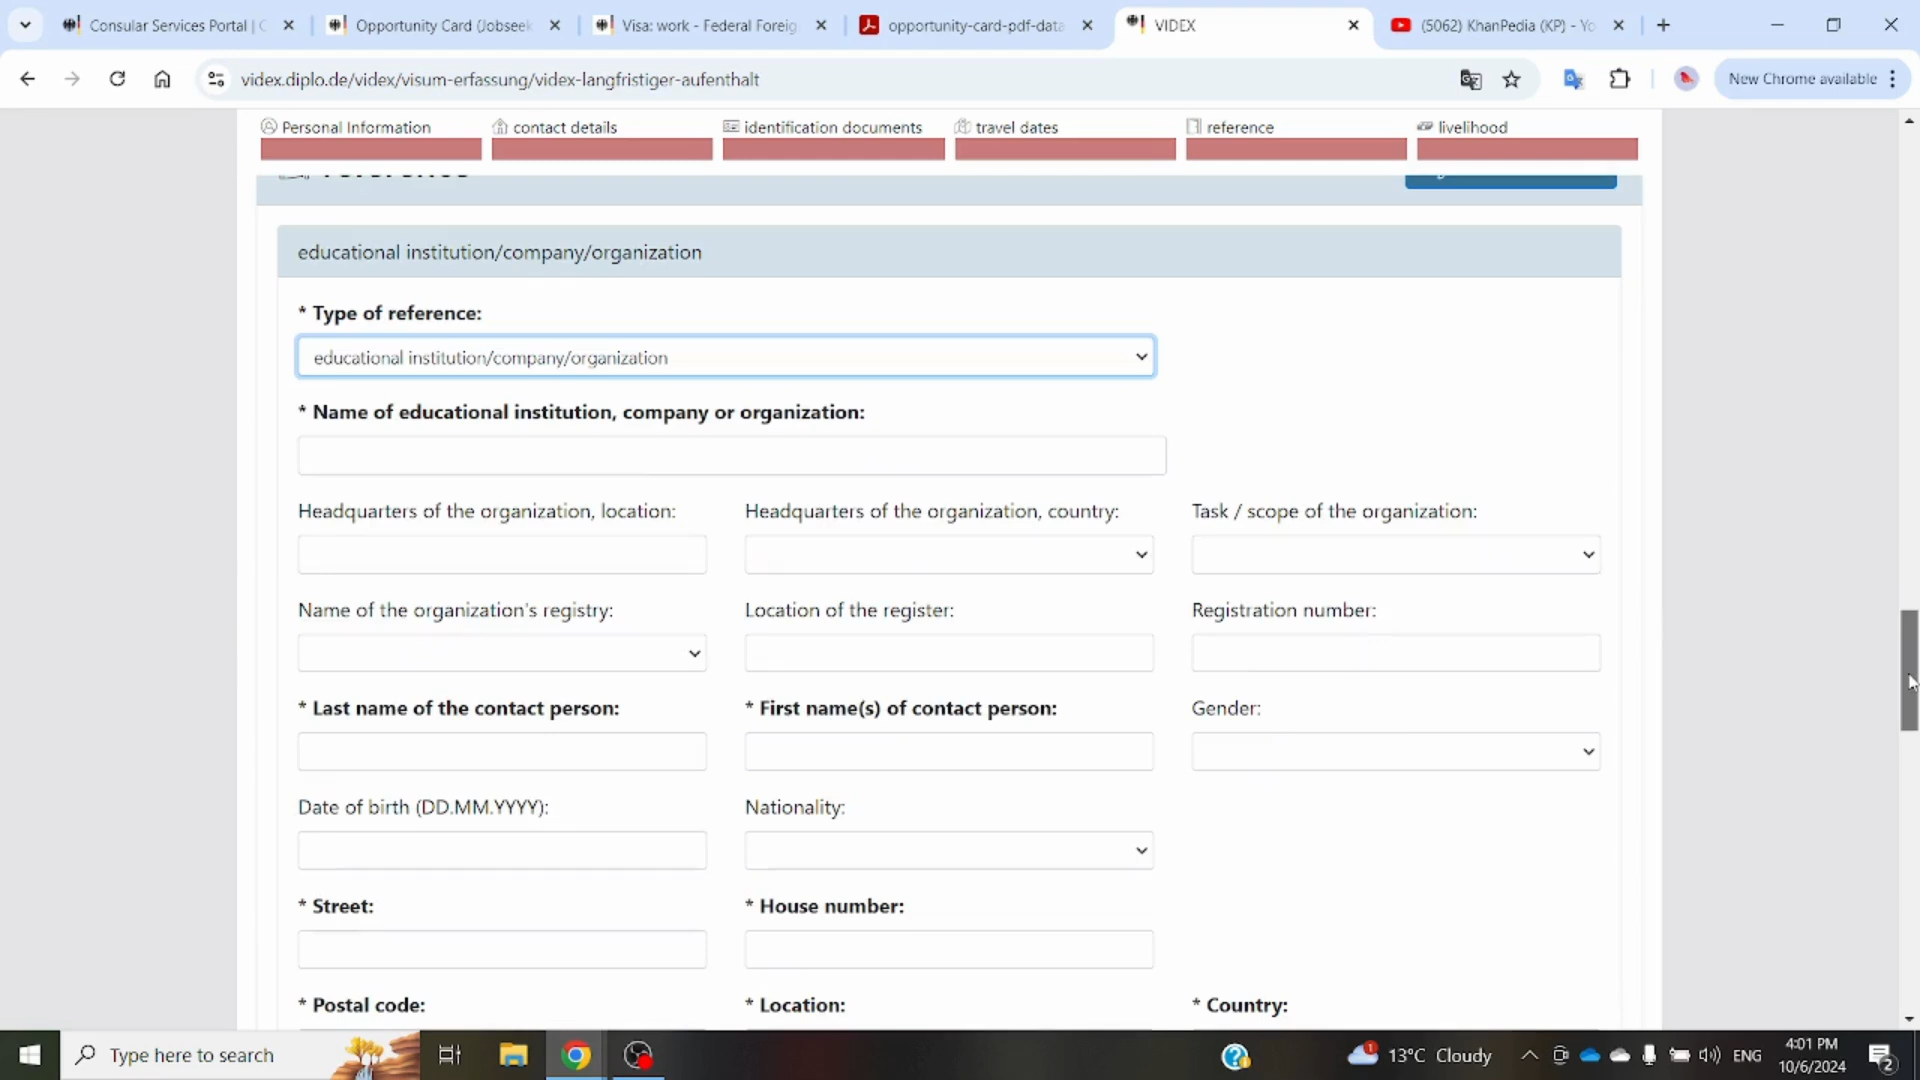 Consular Services Portal | C
Opportunity Card (Jobseek
Visa: work - Federal Foreig
opportunity-card-pdf-data
VIDEX
(5062) KhanPedia (KP) - Yo
videx.diplo.de/videx/visum-erfassung/videx-langfristiger-aufenthalt
New Chrome available
Personal Information
contact details
identification documents
travel dates
reference
livelihood
reference
educational institution/company/organization
* Type of reference:
educational institution/company/organization
* Name of educational institution, company or organization:
Headquarters of the organization, location:
Headquarters of the organization, country:
Task / scope of the organization:
Name of the organization's registry:
Location of the register:
Registration number:
* Last name of the contact person:
* First name(s) of contact person:
Gender:
Date of birth (DD.MM.YYYY):
Nationality:
* Street:
* House number:
* Postal code:
* Location:
* Country:
Type here to search
1
13°C Cloudy
ENG
4:01 PM
10/6/2024
2